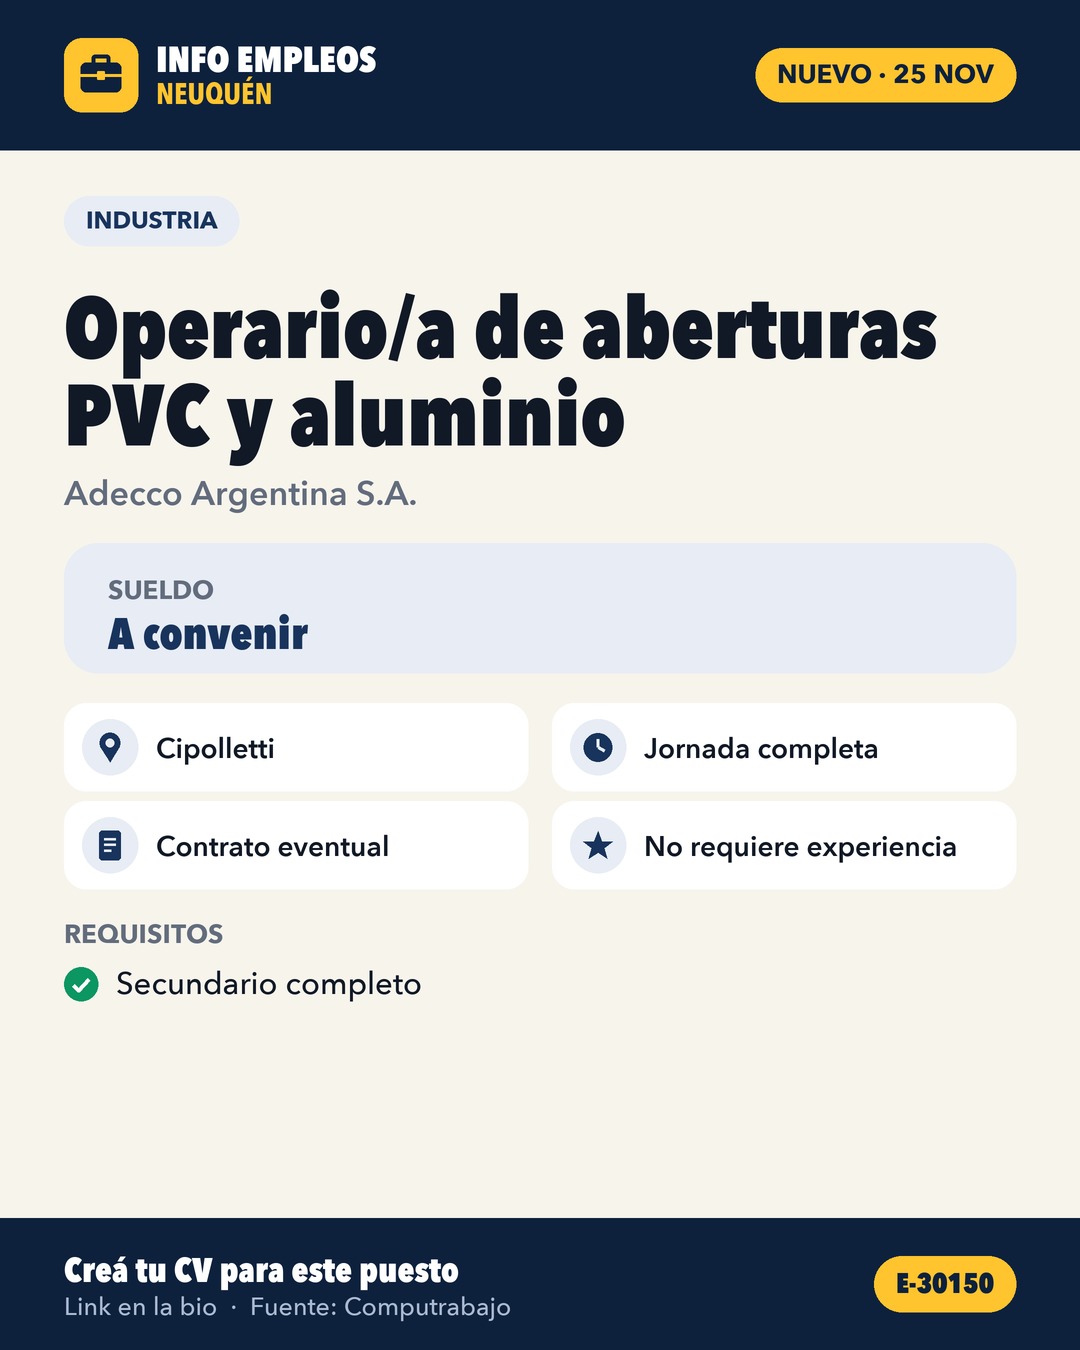 INFO EMPLEOS
NEUQUÉN
NUEVO · 25 NOV
INDUSTRIA
Operario/a de aberturas
PVC y aluminio
Adecco Argentina S.A.
SUELDO
A convenir
Cipolletti
Jornada completa
Contrato eventual
No requiere experiencia
REQUISITOS
Secundario completo
Creá tu CV para este puesto
Link en la bio · Fuente: Computrabajo
E-30150